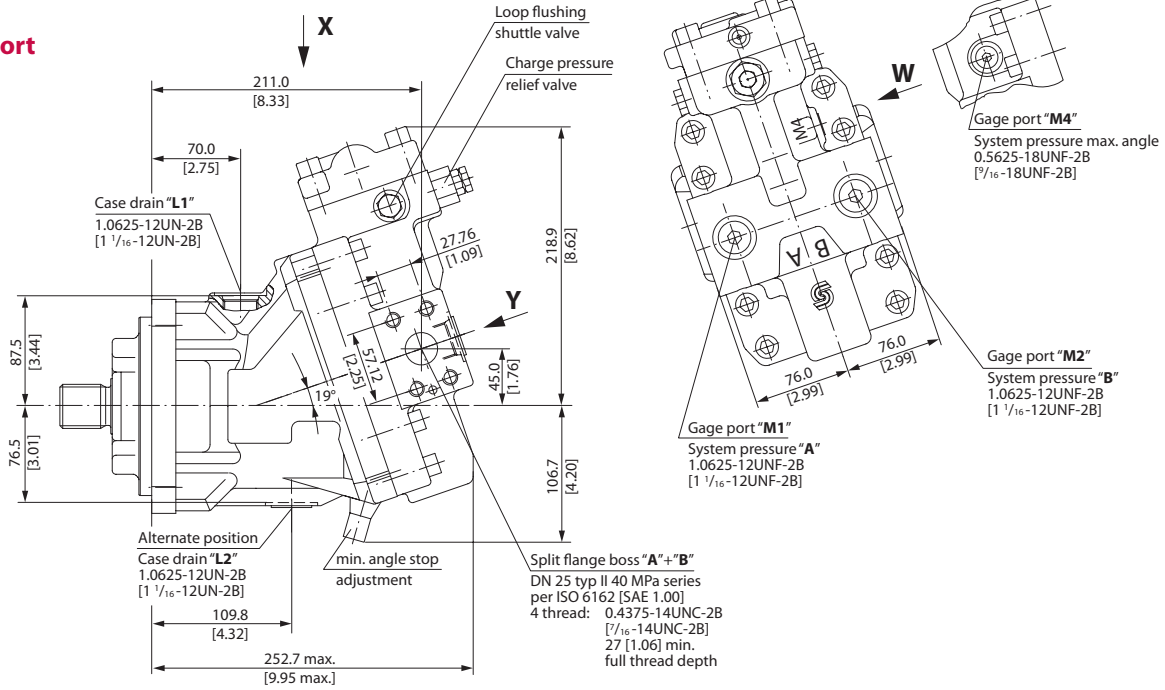 ort
X
211.0
[8.33]
70.0
[2.75]
Case drain "L1"
1.0625-12UN-2B
[1 1/16 -12UN-2B]
Loop flushing
shuttle valve
Charge pressure
relief valve
218.9
[8.62]
27.76
[1.09]
Y
87.5
[3.44]
57.12
[2.25]
45.0
[1.76]
19°
76.5
[3.01]
106.7
[4.20]
Alternate position
Case drain "L2"
1.0625-12UN-2B
[1 1/16 -12UN-2B]
min. angle stop
adjustment
109.8
[4.32]
252.7 max.
[9.95 max.]
Split flange boss "A"+"B"
DN 25 typ II 40 MPa series
per ISO 6162 [SAE 1.00]
4 thread: 0.4375-14UNC-2B
[7/16 -14UNC-2B]
27 [1.06] min.
full thread depth
W
M4
Gage port "M4"
System pressure max. angle
0.5625-18UNF-2B
[9/16 -18UNF-2B]
B A
76.0
[2.99]
76.0
[2.99]
Gage port "M2"
System pressure "B"
1.0625-12UNF-2B
[1 1/16 -12UNF-2B]
Gage port "M1"
System pressure "A"
1.0625-12UNF-2B
[1 1/16 -12UNF-2B]